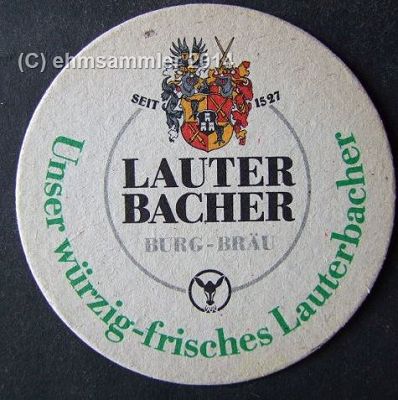 (C) ehmsammler 2014
SEIT 1527
LAUTER
BACHER
BURG-BRÄU
Unser würzig-frisches Lauterbacher